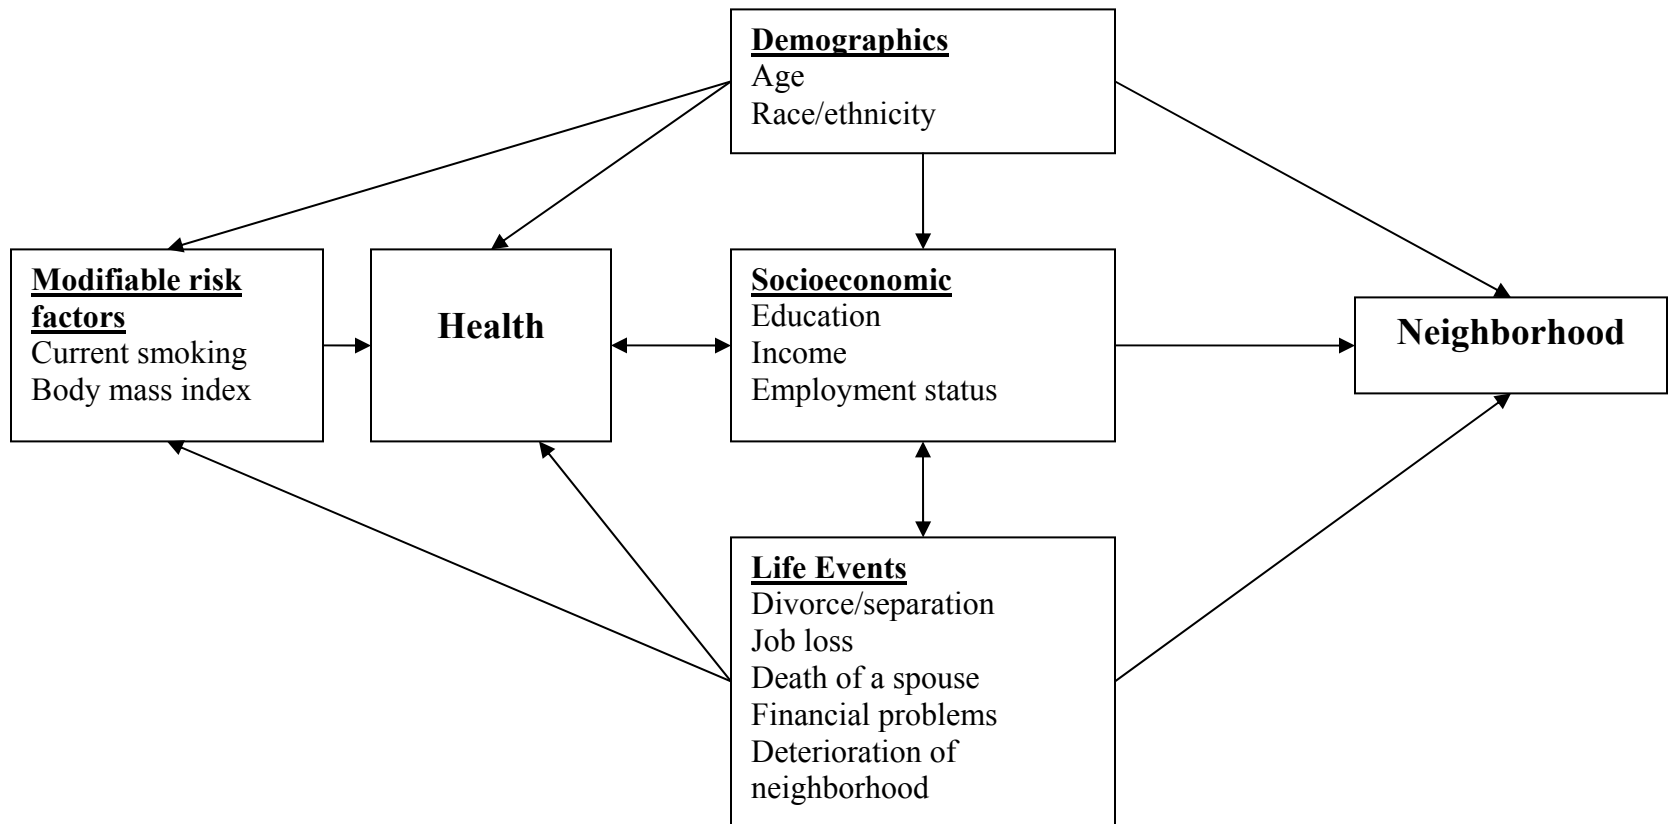 Demographics
Age
Race/ethnicity
Modifiable risk
factors
Current smoking
Body mass index
Health
Socioeconomic
Education
Income
Employment status
Neighborhood
Life Events
Divorce/separation
Job loss
Death of a spouse
Financial problems
Deterioration of
neighborhood